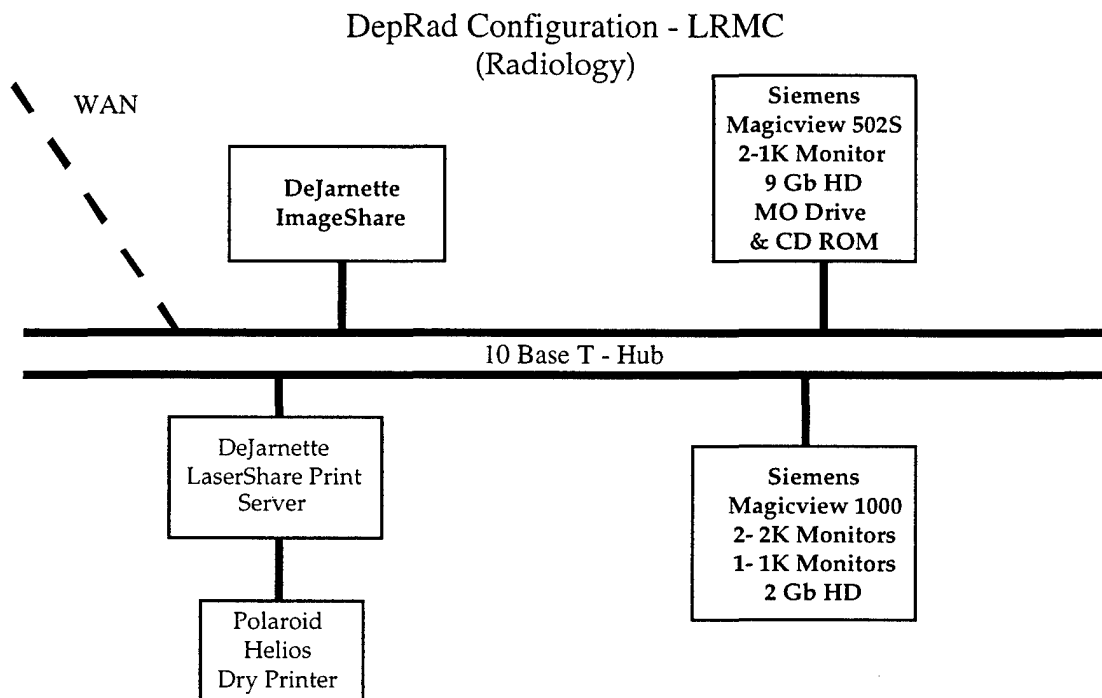 DepRad Configuration - LRMC
(Radiology)
WAN
DeJarnette
ImageShare
Siemens
Magicview 502S
2-1K Monitor
9 Gb HD
MO Drive
& CD ROM
10 Base T - Hub
DeJarnette
LaserShare Print
Server
Siemens
Magicview 1000
2- 2K Monitors
1- 1K Monitors
2 Gb HD
Polaroid
Helios
Dry Printer